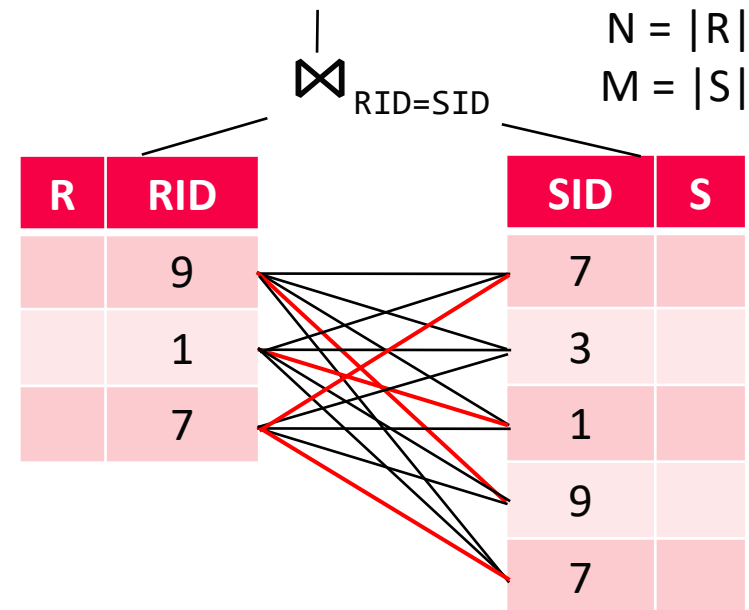 N = |R|
⋈ RID=SID
M = |S|
R RID
9
1
7
SID S
7
3
1
9
7